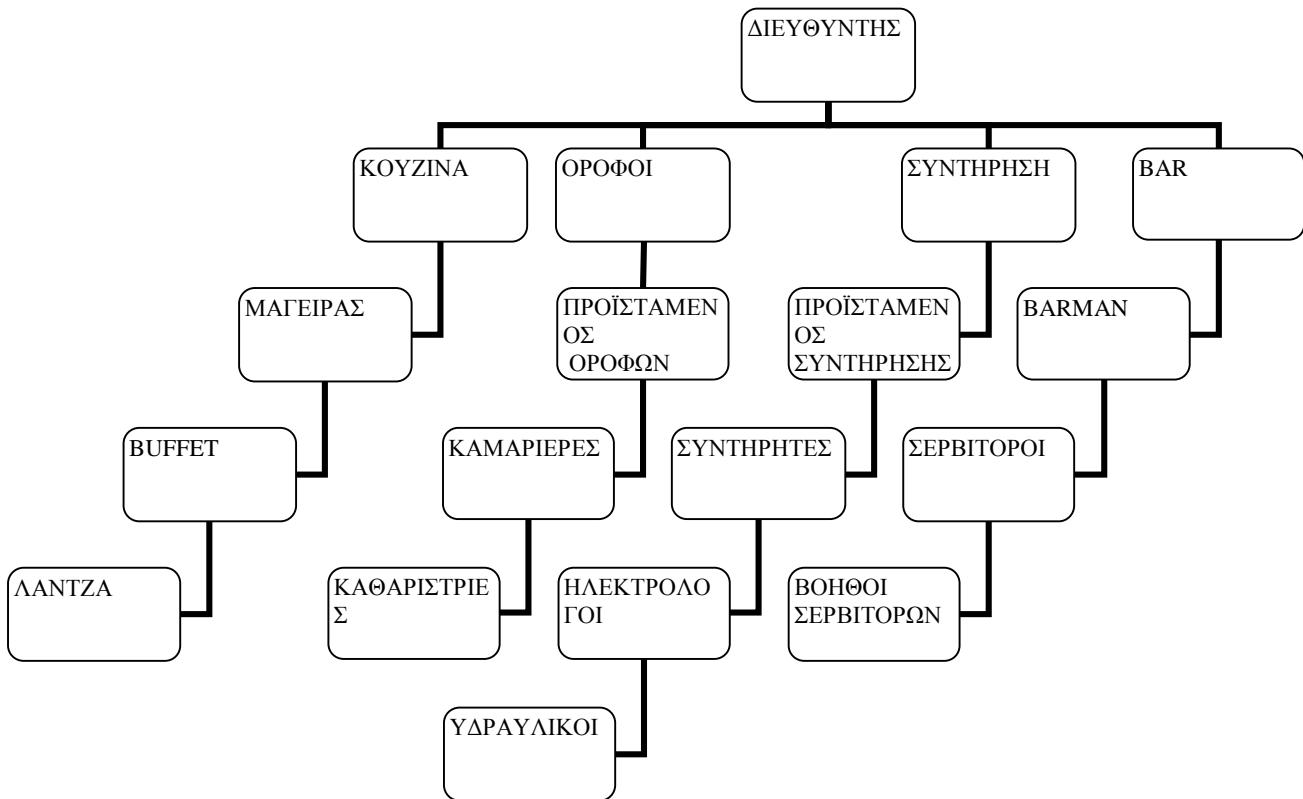 ΔΙΕΥΘΥΝΤΗΣ
ΚΟΥΖΙΝΑ
ΟΡΟΦΟΙ
ΣΥΝΤΗΡΗΣΗ
BAR
ΜΑΓΕΙΡΑΣ
ΠΡΟΪΣΤΑΜΕΝ
ΟΣ
ΟΡΟΦΩΝ
ΠΡΟΪΣΤΑΜΕΝ
ΟΣ
ΣΥΝΤΗΡΗΣΗΣ
BARMAN
BUFFET
ΚΑΜΑΡΙΕΡΕΣ
ΣΥΝΤΗΡΗΤΕΣ
ΣΕΡΒΙΤΟΡΟΙ
ΛΑΝΤΖΑ
ΚΑΘΑΡΙΣΤΡΙΕ
Σ
ΗΛΕΚΤΡΟΛΟ
ΓΟΙ
ΒΟΗΘΟΙ
ΣΕΡΒΙΤΟΡΩΝ
ΥΔΡΑΥΛΙΚΟΙ